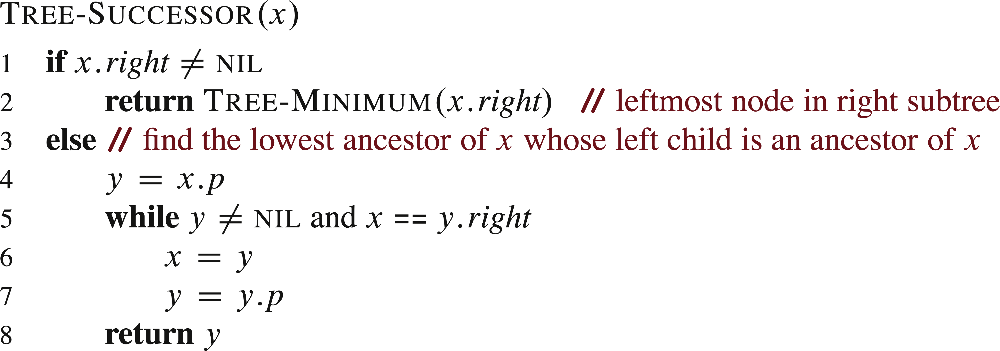 TREE-SUCCESSOR(x)
1 if x.right ≠ NIL
2 return TREE-MINIMUM(x.right) // leftmost node in right subtree
3 else // find the lowest ancestor of x whose left child is an ancestor of x
4 y = x.p
5 while y ≠ NIL and x == y.right
6 x = y
7 y = y.p
8 return y